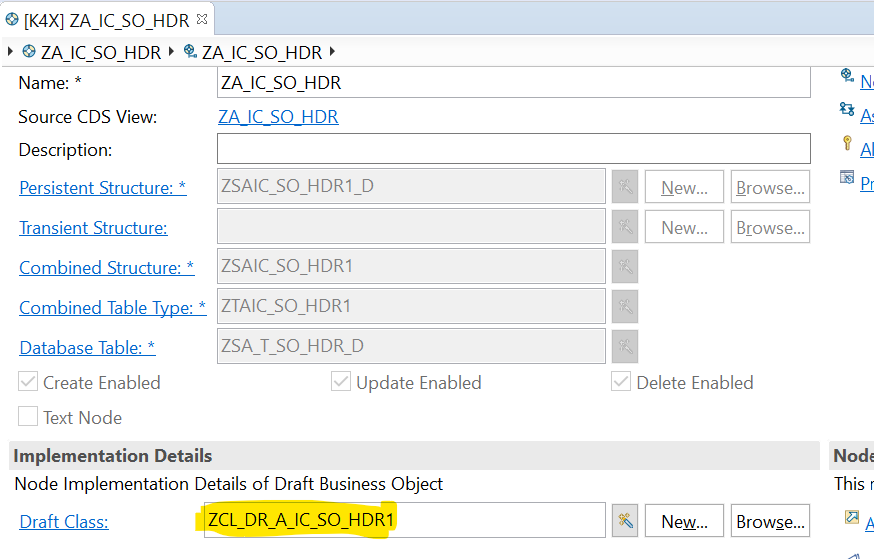 [K4X] ZA_IC_SO_HDR
ZA_IC_SO_HDR ZA_IC_SO_HDR
Name: * ZA_IC_SO_HDR
Source CDS View: ZA_IC_SO_HDR
Description:
Persistent Structure: * ZSAIC_SO_HDR1_D New... Browse...
Transient Structure: New... Browse...
Combined Structure: * ZSAIC_SO_HDR1
Combined Table Type: * ZTAIC_SO_HDR1
Database Table: * ZSA_T_SO_HDR_D
Create Enabled Update Enabled Delete Enabled
Text Node
Implementation Details
Node Implementation Details of Draft Business Object This
Draft Class: ZCL_DR_A_IC_SO_HDR1 New... Browse...